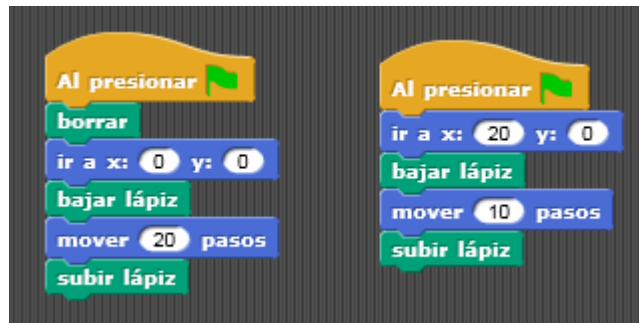 Al presionar
borrar
ir a x: 0 y: 0
bajar lápiz
mover 20 pasos
subir lápiz
Al presionar
ir a x: 20 y: 0
bajar lápiz
mover 10 pasos
subir lápiz